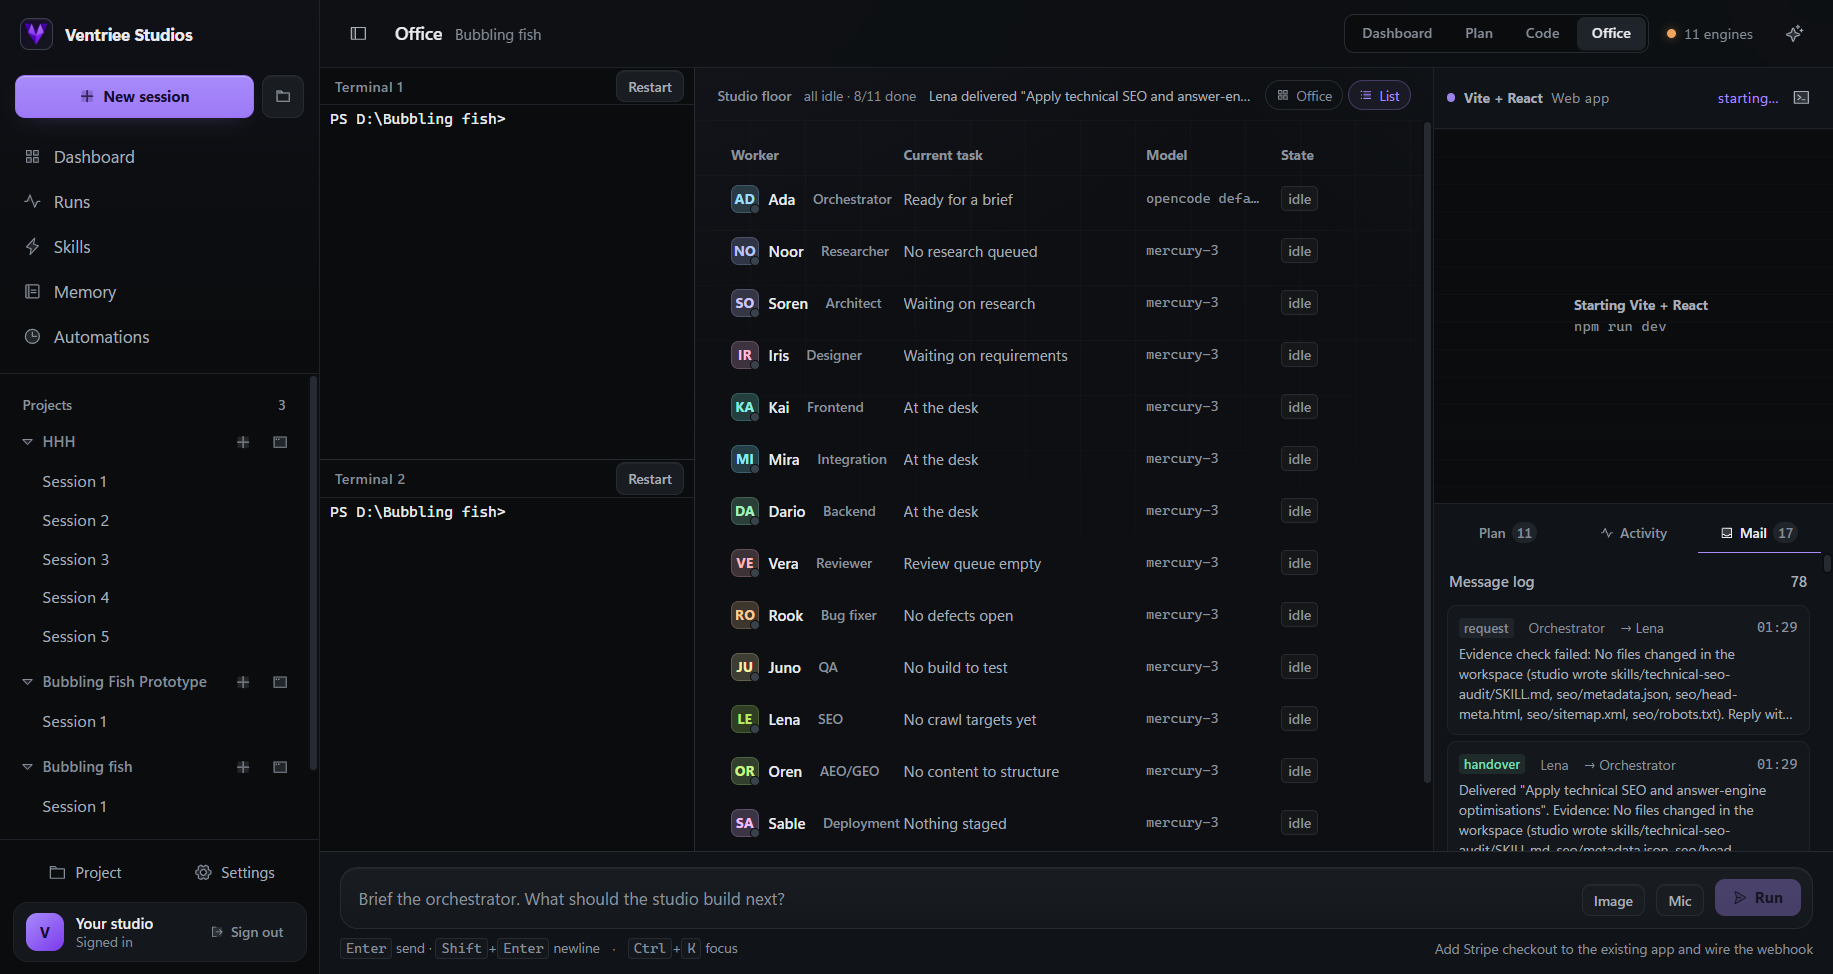 Ventriee Studios
New session
Dashboard
Runs
Skills
Memory
Automations
Projects 3
HHH
Session 1
Session 2
Session 3
Session 4
Session 5
Bubbling Fish Prototype
Session 1
Bubbling fish
Session 1
Project Settings
V
Your studio
Signed in
Sign out
Office Bubbling fish
Dashboard Plan Code Office
11 engines
Terminal 1 Restart
PS D:\Bubbling fish>
Terminal 2 Restart
PS D:\Bubbling fish>
Studio floor all idle · 8/11 done Lena delivered "Apply technical SEO and answer-en... Office List
Worker Current task Model State
AD Ada Orchestrator Ready for a brief opencode defa… idle
NO Noor Researcher No research queued mercury-3 idle
SO Soren Architect Waiting on research mercury-3 idle
IR Iris Designer Waiting on requirements mercury-3 idle
KA Kai Frontend At the desk mercury-3 idle
MI Mira Integration At the desk mercury-3 idle
DA Dario Backend At the desk mercury-3 idle
VE Vera Reviewer Review queue empty mercury-3 idle
RO Rook Bug fixer No defects open mercury-3 idle
JU Juno QA No build to test mercury-3 idle
LE Lena SEO No crawl targets yet mercury-3 idle
OR Oren AEO/GEO No content to structure mercury-3 idle
SA Sable Deployment Nothing staged mercury-3 idle
Vite + React Web app starting...
Starting Vite + React
npm run dev
Plan 11 Activity Mail 17
Message log 78
request Orchestrator → Lena 01:29
Evidence check failed: No files changed in the
workspace (studio wrote skills/technical-seo-
audit/SKILL.md, seo/metadata.json, seo/head-
meta.html, seo/sitemap.xml, seo/robots.txt). Reply wit...
handover Lena → Orchestrator 01:29
Delivered "Apply technical SEO and answer-engine
optimisations". Evidence: No files changed in the
workspace (studio wrote skills/technical-seo-
audit/SKILL.md, seo/metadata.json, seo/head-
Brief the orchestrator. What should the studio build next?
Image Mic Run
Enter send · Shift + Enter newline · Ctrl + K focus
Add Stripe checkout to the existing app and wire the webhook